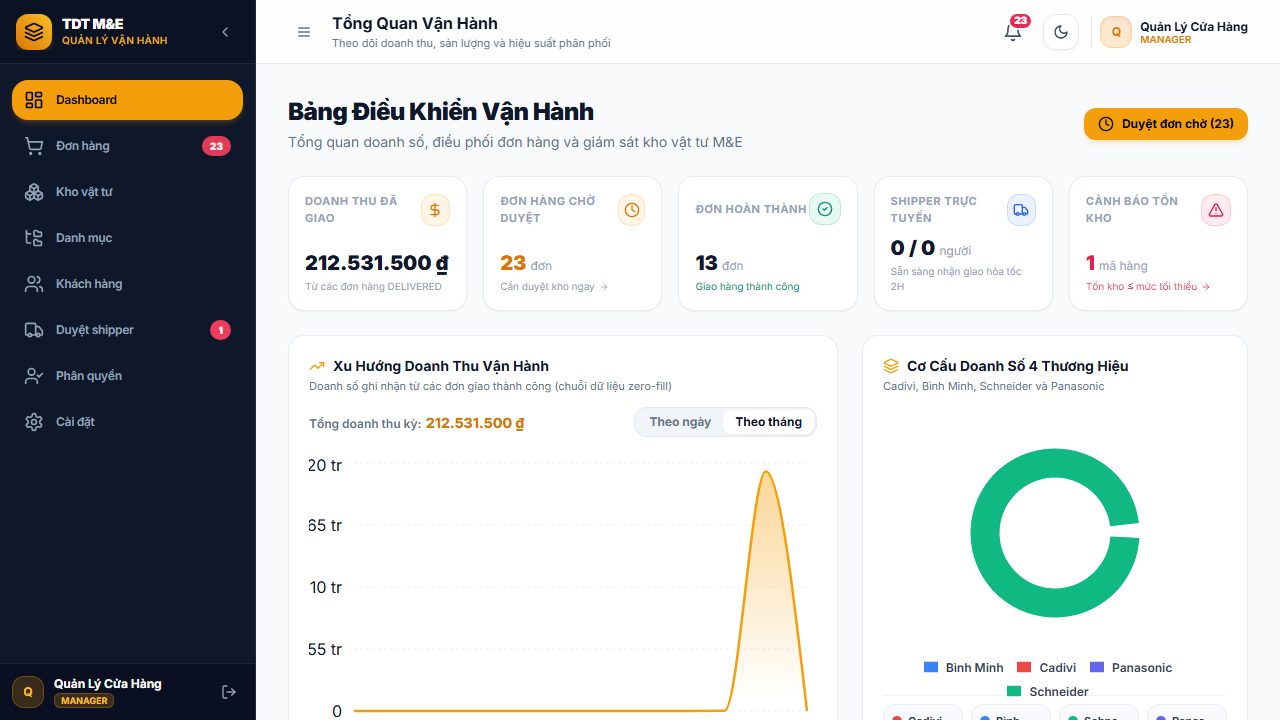 TDT M&E
QUẢN LÝ VẬN HÀNH
Dashboard
Đơn hàng
23
Kho vật tư
Danh mục
Khách hàng
Duyệt shipper
1
Phân quyền
Cài đặt
Q
Quản Lý Cửa Hàng
MANAGER
Tổng Quan Vận Hành
Theo dõi doanh thu, sản lượng và hiệu suất phân phối
23
Q
Quản Lý Cửa Hàng
MANAGER
Bảng Điều Khiển Vận Hành
Tổng quan doanh số, điều phối đơn hàng và giám sát kho vật tư M&E
Duyệt đơn chờ (23)
DOANH THU ĐÃ
GIAO
212.531.500 ₫
Từ các đơn hàng DELIVERED
ĐƠN HÀNG CHỜ
DUYỆT
23 đơn
Cần duyệt kho ngay →
ĐƠN HOÀN THÀNH
13 đơn
Giao hàng thành công
SHIPPER TRỰC
TUYẾN
0 / 0 người
Sẵn sàng nhận giao hỏa tốc
2H
CẢNH BÁO TỒN
KHO
1 mã hàng
Tồn kho ≤ mức tối thiểu →
Xu Hướng Doanh Thu Vận Hành
Doanh số ghi nhận từ các đơn giao thành công (chuỗi dữ liệu zero-fill)
Tổng doanh thu kỳ: 212.531.500 ₫
Theo ngày
Theo tháng
20 tr
65 tr
10 tr
55 tr
0
Cơ Cấu Doanh Số 4 Thương Hiệu
Cadivi, Bình Minh, Schneider và Panasonic
Bình Minh
Cadivi
Panasonic
Schneider